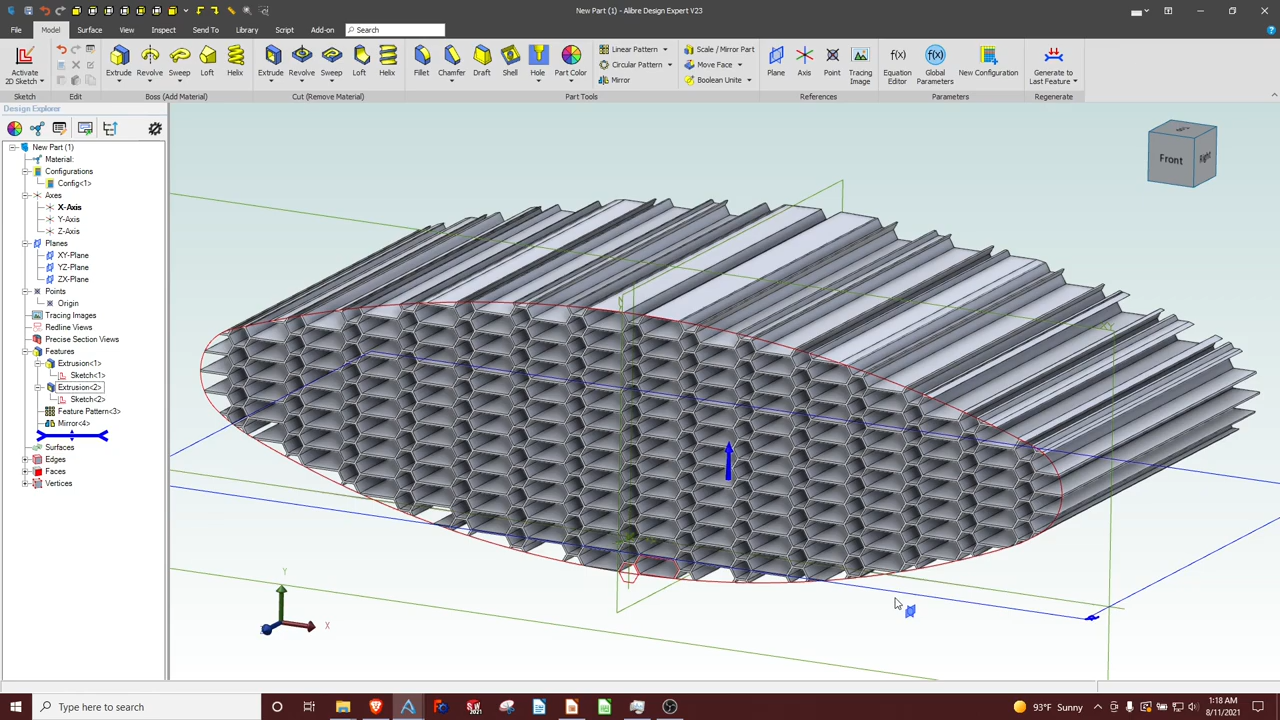 New Part (1) - Alibre Design Expert V23
File Model Surface View Inspect Send To Library Script Add-on Search
Activate 2D Sketch Extrude Revolve Sweep Loft Helix Extrude Revolve Sweep Loft Helix Fillet Chamfer Draft Shell Hole Part Color Linear Pattern Scale / Mirror Part Plane Axis Point Tracing Image Equation Editor Global Parameters New Configuration Generate to Last Feature
Circular Pattern Move Face
Mirror Boolean Unite
Sketch Edit Boss (Add Material) Cut (Remove Material) Part Tools References Parameters Regenerate
Design Explorer
New Part (1)
Material:
Configurations
Config<1>
Axes
X-Axis
Y-Axis
Z-Axis
Planes
XY-Plane
YZ-Plane
ZX-Plane
Points
Origin
Tracing Images
Redline Views
Precise Section Views
Features
Extrusion<1>
Sketch<1>
Extrusion<2>
Sketch<2>
Feature Pattern<3>
Mirror<4>
Surfaces
Edges
Faces
Vertices
Front Right
Y
X
Type here to search
93°F Sunny
1:18 AM
8/11/2021